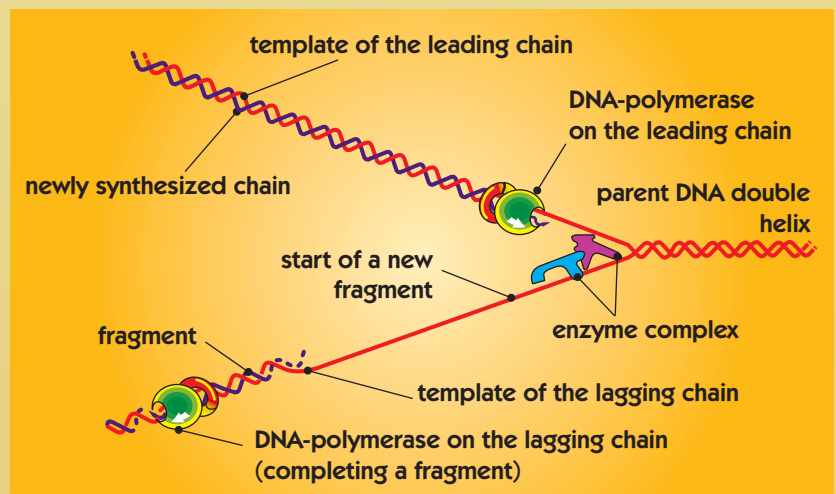 template of the leading chain
DNA-polymerase
on the leading chain
newly synthesized chain
parent DNA double
helix
start of a new
fragment
enzyme complex
fragment
template of the lagging chain
DNA-polymerase on the lagging chain
(completing a fragment)